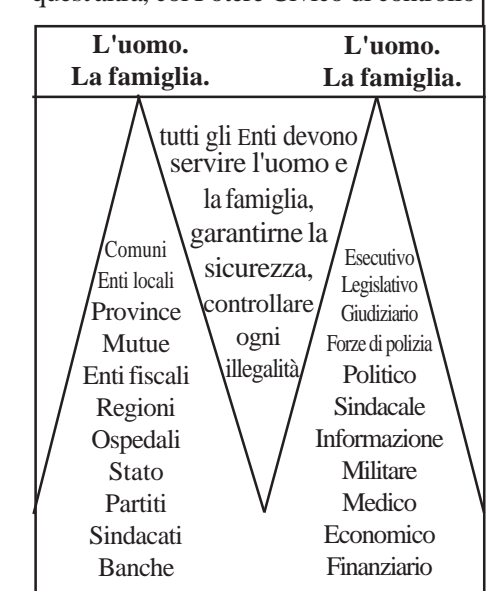 L'uomo.
La famiglia.
L'uomo.
La famiglia.
tutti gli Enti devono
servire l'uomo e
la famiglia,
garantirne la
sicurezza,
controllare
ogni
illegalità
Comuni
Enti locali
Province
Mutue
Enti fiscali
Regioni
Ospedali
Stato
Partiti
Sindacati
Banche
Esecutivo
Legislativo
Giudiziario
Forze di polizia
Politico
Sindacale
Informazione
Militare
Medico
Economico
Finanziario